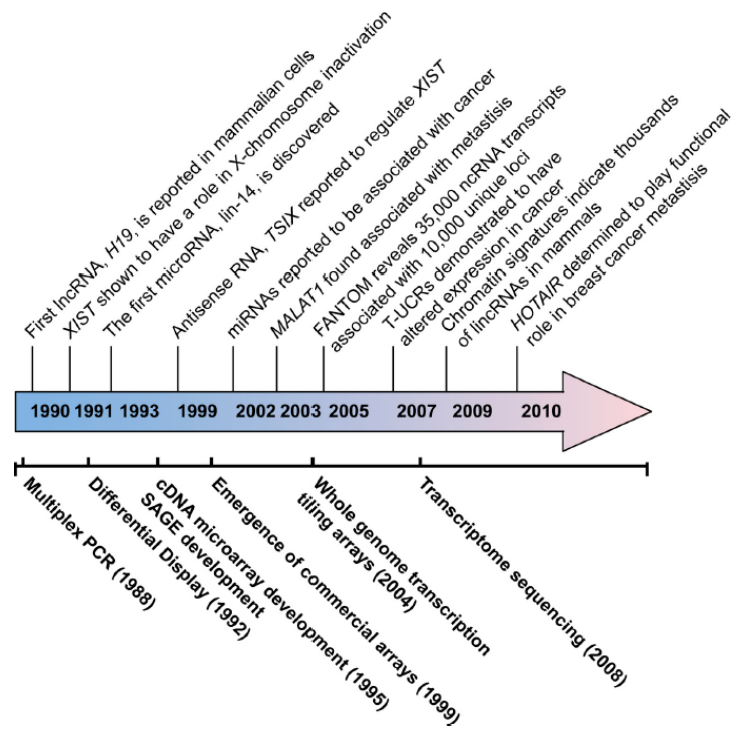 First lncRNA, H19, is reported in mammalian cells
XIST shown to have a role in X-chromosome inactivation
The first microRNA, lin-14, is discovered
Antisense RNA, TSIX reported to regulate XIST
miRNAs reported to be associated with cancer
MALAT1 found associated with metastisis
FANTOM reveals 35,000 ncRNA transcripts
associated with 10,000 unique loci
T-UCRs demonstrated to have
altered expression in cancer
Chromatin signatures indicate thousands
of lincRNAs in mammals
HOTAIR determined to play functional
role in breast cancer metastisis
1990 1991 1993 1999 2002 2003 2005 2007 2009 2010
Multiplex PCR (1988)
Differential Display (1992)
SAGE development
cDNA microarray development (1995)
Emergence of commercial arrays (1999)
Whole genome transcription
tiling arrays (2004)
Transcriptome sequencing (2008)